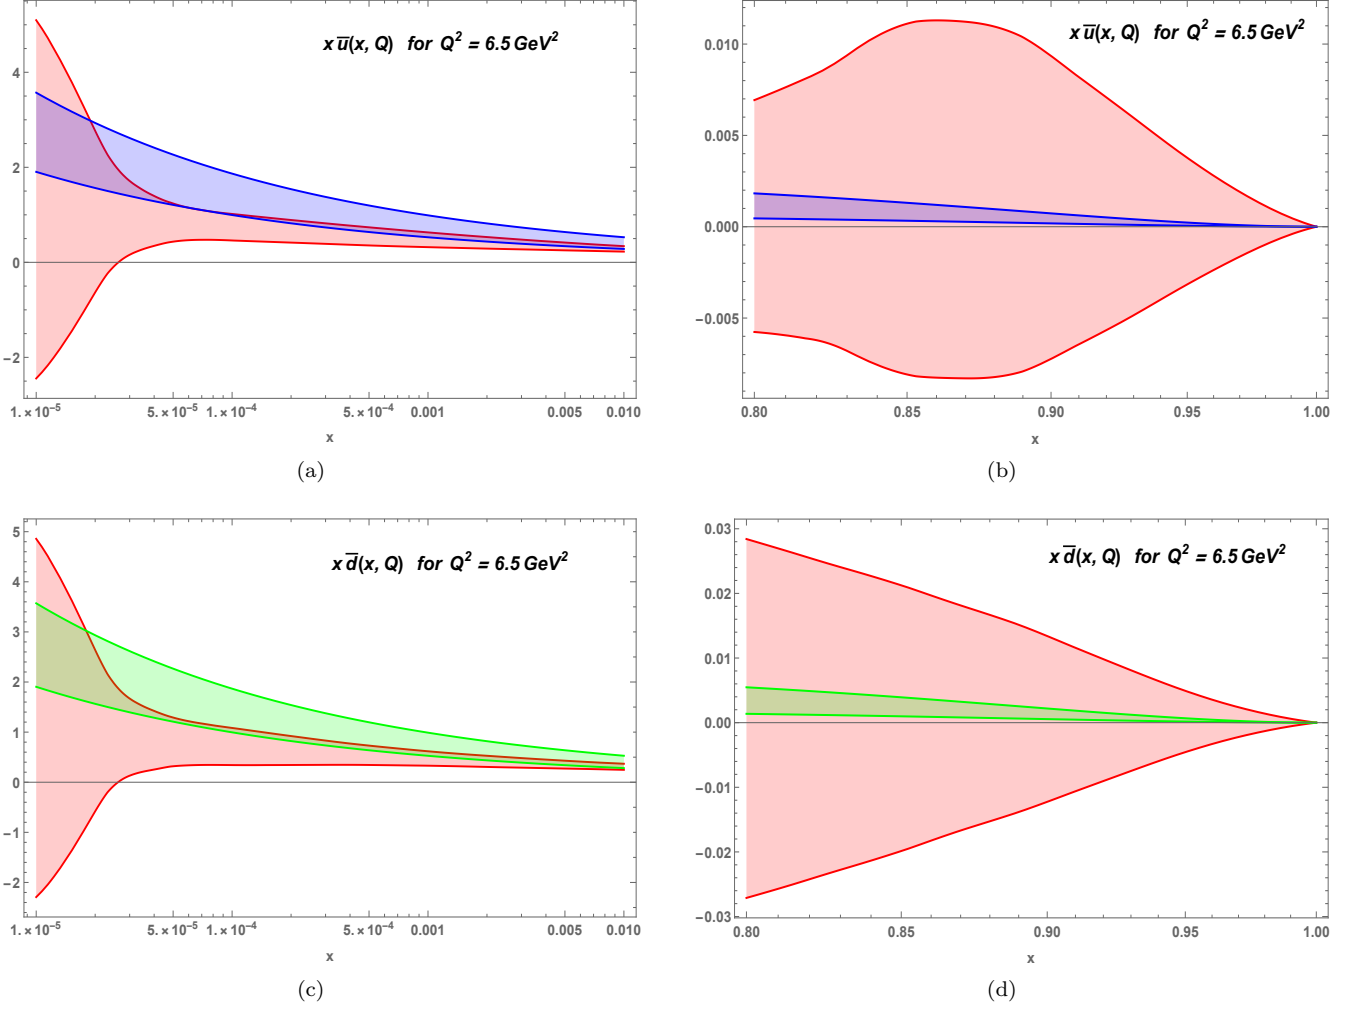 x ū(x, Q) for Q² = 6.5 GeV²
4
2
0
−2
1.×10⁻⁵ 5.×10⁻⁵ 1.×10⁻⁴ 5.×10⁻⁴ 0.001 0.005 0.010
x
(a)
x ū(x, Q) for Q² = 6.5 GeV²
0.010
0.005
0.000
−0.005
0.80 0.85 0.90 0.95 1.00
x
(b)
x d̄(x, Q) for Q² = 6.5 GeV²
5
4
3
2
1
0
−1
−2
1.×10⁻⁵ 5.×10⁻⁵ 1.×10⁻⁴ 5.×10⁻⁴ 0.001 0.005 0.010
x
(c)
x d̄(x, Q) for Q² = 6.5 GeV²
0.03
0.02
0.01
0.00
−0.01
−0.02
−0.03
0.80 0.85 0.90 0.95 1.00
x
(d)